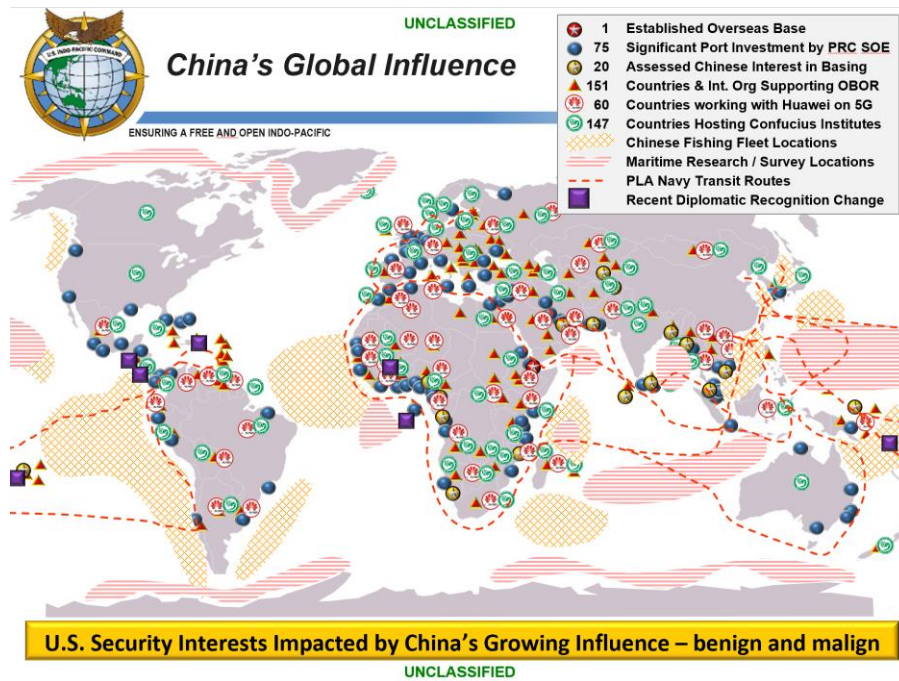 UNCLASSIFIED
U.S. INDO-PACIFIC COMMAND
China's Global Influence
ENSURING A FREE AND OPEN INDO-PACIFIC
1 Established Overseas Base
75 Significant Port Investment by PRC SOE
20 Assessed Chinese Interest in Basing
151 Countries & Int. Org Supporting OBOR
60 Countries working with Huawei on 5G
147 Countries Hosting Confucius Institutes
Chinese Fishing Fleet Locations
Maritime Research / Survey Locations
PLA Navy Transit Routes
Recent Diplomatic Recognition Change
U.S. Security Interests Impacted by China's Growing Influence – benign and malign
UNCLASSIFIED